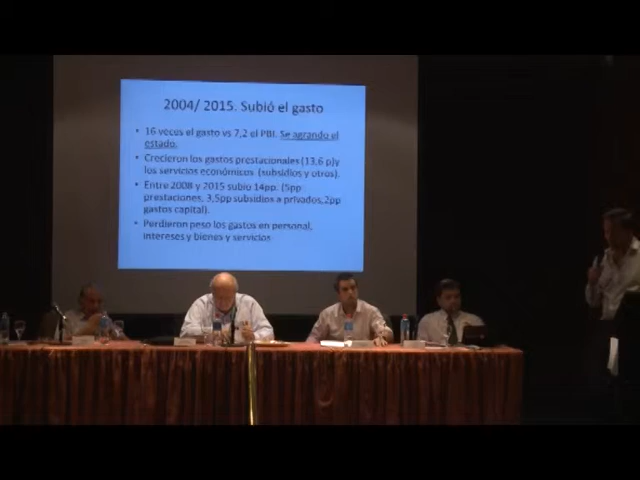 2004/ 2015. Subió el gasto
• 16 veces el gasto vs 7,2 el PBI. Se agrando el
estado.
• Crecieron los gastos prestacionales (13,6 p)y
los servicios económicos (subsidios y otros).
• Entre 2008 y 2015 subio 14pp. (5pp
prestaciones, 3,5pp subsidios a privados,2pp
gastos capital).
• Perdieron peso los gastos en personal,
intereses y bienes y servicios